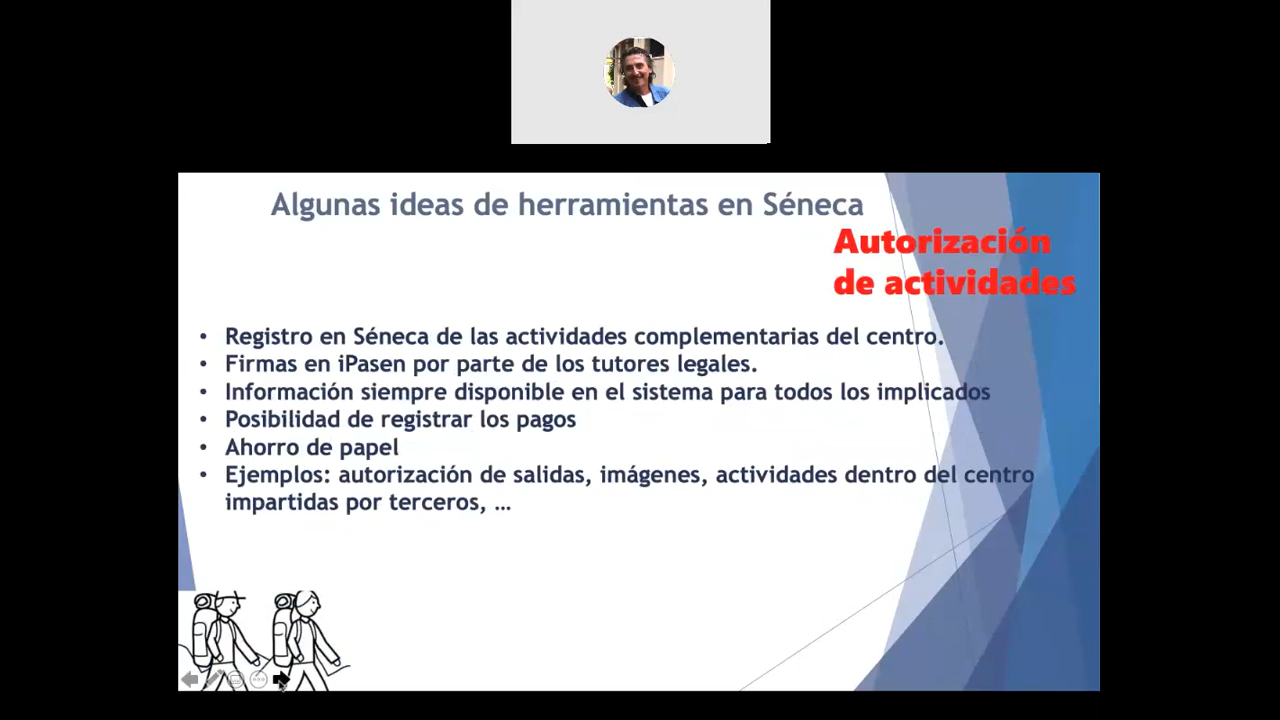 Algunas ideas de herramientas en Séneca
Autorización
de actividades
• Registro en Séneca de las actividades complementarias del centro.
• Firmas en iPasen por parte de los tutores legales.
• Información siempre disponible en el sistema para todos los implicados
• Posibilidad de registrar los pagos
• Ahorro de papel
• Ejemplos: autorización de salidas, imágenes, actividades dentro del centro
impartidas por terceros, ...